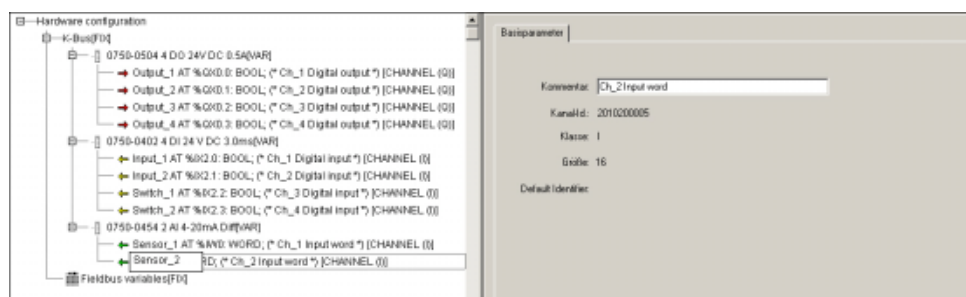 Hardware configuration
K-Bus[FIX]
0750-0504 4 DO 24V DC 0.5A[VAR]
Output_1 AT %QX0.0: BOOL; (* Ch_1 Digital output *) [CHANNEL (Q)]
Output_2 AT %QX0.1: BOOL; (* Ch_2 Digital output *) [CHANNEL (Q)]
Output_3 AT %QX0.2: BOOL; (* Ch_3 Digital output *) [CHANNEL (Q)]
Output_4 AT %QX0.3: BOOL; (* Ch_4 Digital output *) [CHANNEL (Q)]
0750-0402 4 DI 24 V DC 3.0ms[VAR]
Input_1 AT %IX2.0: BOOL; (* Ch_1 Digital input *) [CHANNEL (I)]
Input_2 AT %IX2.1: BOOL; (* Ch_2 Digital input *) [CHANNEL (I)]
Switch_1 AT %IX2.2: BOOL; (* Ch_3 Digital input *) [CHANNEL (I)]
Switch_2 AT %IX2.3: BOOL; (* Ch_4 Digital input *) [CHANNEL (I)]
0750-0454 2 AI 4-20mA Diff[VAR]
Sensor_1 AT %IW0: WORD; (* Ch_1 Input word *) [CHANNEL (I)]
Sensor_2 RD; (* Ch_2 Input word *) [CHANNEL (I)]
Fieldbus variables[FIX]
Basisparameter
Kommentar: Ch_2 Input word
Kanal-Id.: 2010200005
Klasse: I
Größe: 16
Default Identifier: